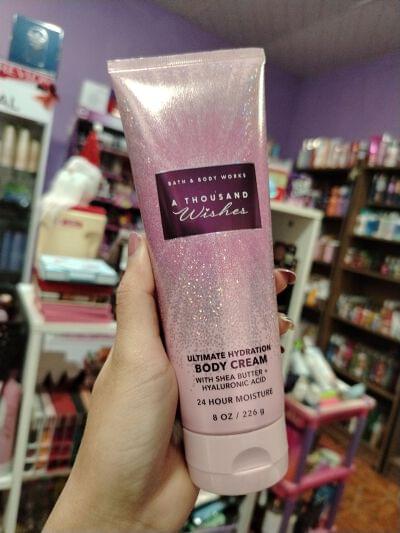 BATH & BODY WORKS
A THOUSAND
Wishes
ULTIMATE HYDRATION
BODY CREAM
WITH SHEA BUTTER +
HYALURONIC ACID
24 HOUR MOISTURE
8 OZ / 226 g